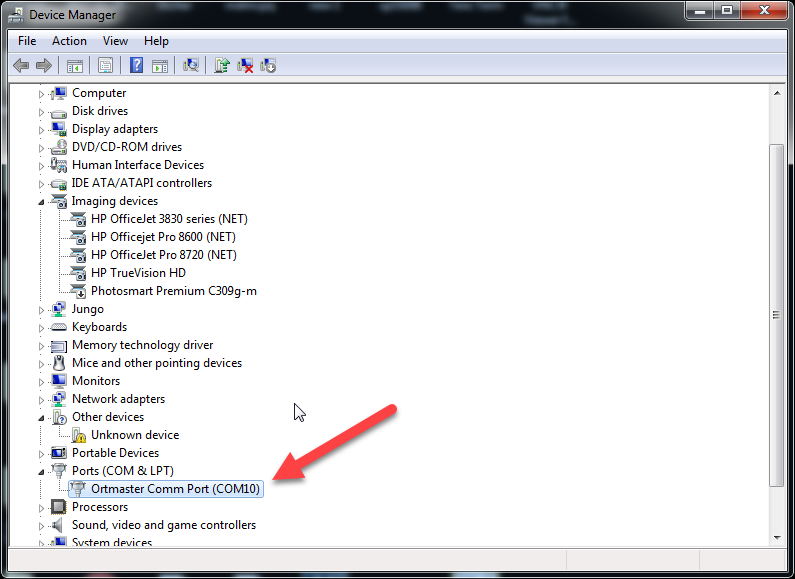 Device Manager
File Action View Help
Computer
Disk drives
Display adapters
DVD/CD-ROM drives
Human Interface Devices
IDE ATA/ATAPI controllers
Imaging devices
HP OfficeJet 3830 series (NET)
HP Officejet Pro 8600 (NET)
HP OfficeJet Pro 8720 (NET)
HP TrueVision HD
Photosmart Premium C309g-m
Jungo
Keyboards
Memory technology driver
Mice and other pointing devices
Monitors
Network adapters
Other devices
Unknown device
Portable Devices
Ports (COM & LPT)
Ortmaster Comm Port (COM10)
Processors
Sound, video and game controllers
System devices